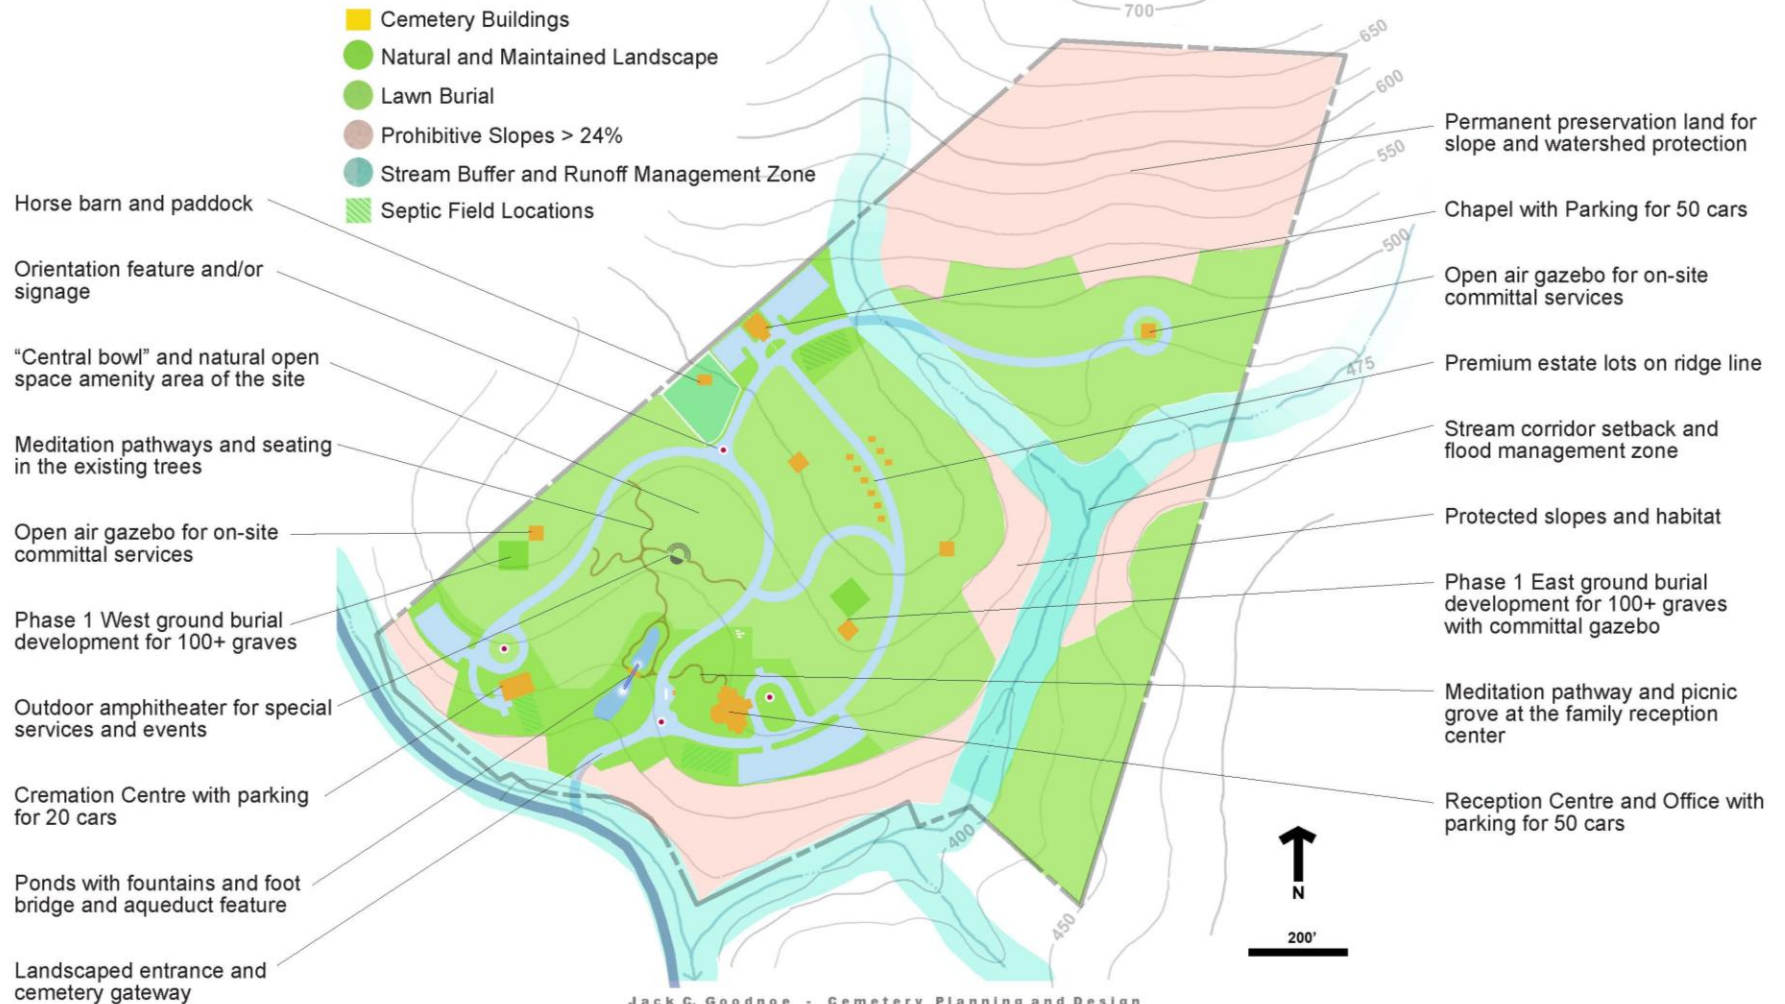 Cemetery Buildings
Natural and Maintained Landscape
Lawn Burial
Prohibitive Slopes > 24%
Stream Buffer and Runoff Management Zone
Septic Field Locations
Horse barn and paddock
Orientation feature and/or
signage
“Central bowl” and natural open
space amenity area of the site
Meditation pathways and seating
in the existing trees
Open air gazebo for on-site
committal services
Phase 1 West ground burial
development for 100+ graves
Outdoor amphitheater for special
services and events
Cremation Centre with parking
for 20 cars
Ponds with fountains and foot
bridge and aqueduct feature
Landscaped entrance and
cemetery gateway
700
650
600
550
500
475
400
450
Permanent preservation land for
slope and watershed protection
Chapel with Parking for 50 cars
Open air gazebo for on-site
committal services
Premium estate lots on ridge line
Stream corridor setback and
flood management zone
Protected slopes and habitat
Phase 1 East ground burial
development for 100+ graves
with committal gazebo
Meditation pathway and picnic
grove at the family reception
center
Reception Centre and Office with
parking for 50 cars
N
200'
Jack C. Goodnoe - Cemetery Planning and Design